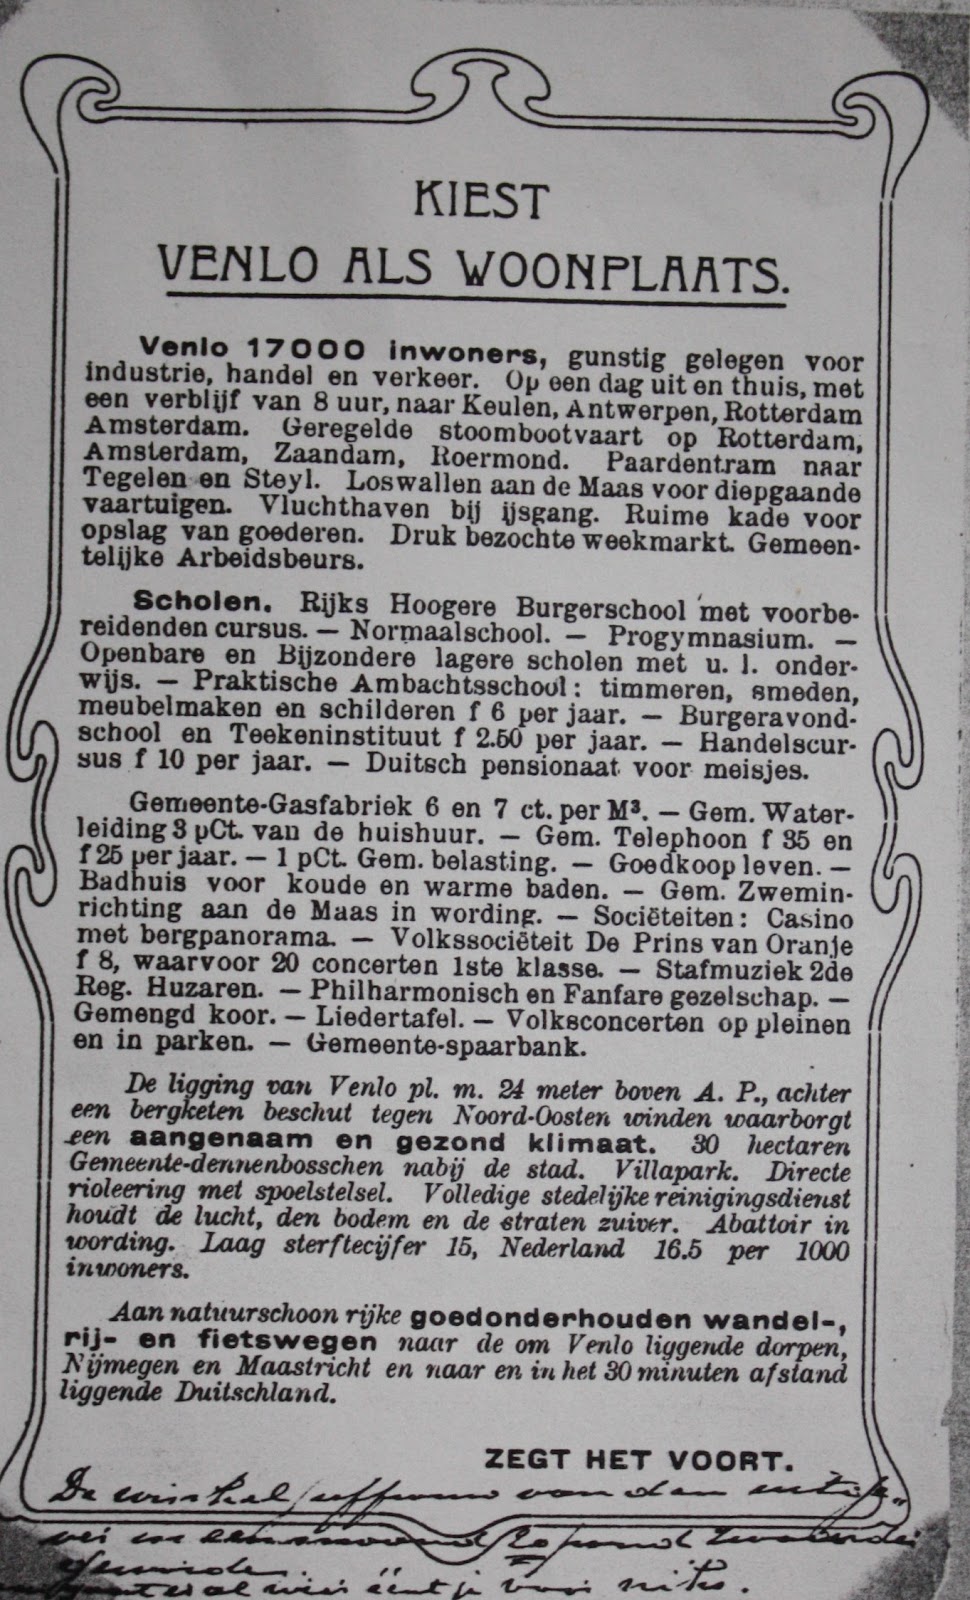 KIEST
VENLO ALS WOONPLAATS.
Venlo 17000 inwoners, gunstig gelegen voor
industrie, handel en verkeer. Op een dag uit en thuis, met
een verblijf van 8 uur, naar Keulen, Antwerpen, Rotterdam
Amsterdam. Geregelde stoombootvaart op Rotterdam,
Amsterdam, Zaandam, Roermond. Paardentram naar
Tegelen en Steyl. Loswallen aan de Maas voor diepgaande
vaartuigen. Vluchthaven bij ijsgang. Ruime kade voor
opslag van goederen. Druk bezochte weekmarkt. Gemeen-
telijke Arbeidsbeurs.
Scholen. Rijks Hoogere Burgerschool met voorbe-
reidenden cursus. — Normaalschool. — Progymnasium. —
Openbare en Bijzondere lagere scholen met u. l. onder-
wijs. — Praktische Ambachtsschool: timmeren, smeden,
meubelmaken en schilderen f 6 per jaar. — Burgeravond-
school en Teekeninstituut f 2.50 per jaar. — Handelscur-
sus f 10 per jaar. — Duitsch pensionaat voor meisjes.
Gemeente-Gasfabriek 6 en 7 ct. per M³. — Gem. Water-
leiding 3 pCt. van de huishuur. — Gem. Telephoon f 35 en
f 25 per jaar. — 1 pCt. Gem. belasting. — Goedkoop leven. —
Badhuis voor koude en warme baden. — Gem. Zwemin-
richting aan de Maas in wording. — Sociëteiten: Casino
met bergpanorama. — Volkssociëteit De Prins van Oranje
f 8, waarvoor 20 concerten 1ste klasse. — Stafmuziek 2de
Reg. Huzaren. — Philharmonisch en Fanfare gezelschap. —
Gemengd koor. — Liedertafel. — Volksconcerten op pleinen
en in parken. — Gemeente-spaarbank.
De ligging van Venlo pl. m. 24 meter boven A. P., achter
een bergketen beschut tegen Noord-Oosten winden waarborgt
een aangenaam en gezond klimaat. 30 hectaren
Gemeente-dennenbosschen nabij de stad. Villapark. Directe
rioleering met spoelstelsel. Volledige stedelijke reinigingsdienst
houdt de lucht, den bodem en de straten zuiver. Abattoir in
wording. Laag sterftecijfer 15, Nederland 16.5 per 1000
inwoners.
Aan natuurschoon rijke goedonderhouden wandel-,
rij- en fietswegen naar de om Venlo liggende dorpen,
Nijmegen en Maastricht en naar en in het 30 minuten afstand
liggende Duitschland.
ZEGT HET VOORT.
De winkeljuffrouw van den
in een maand 20 pond
voor niks.